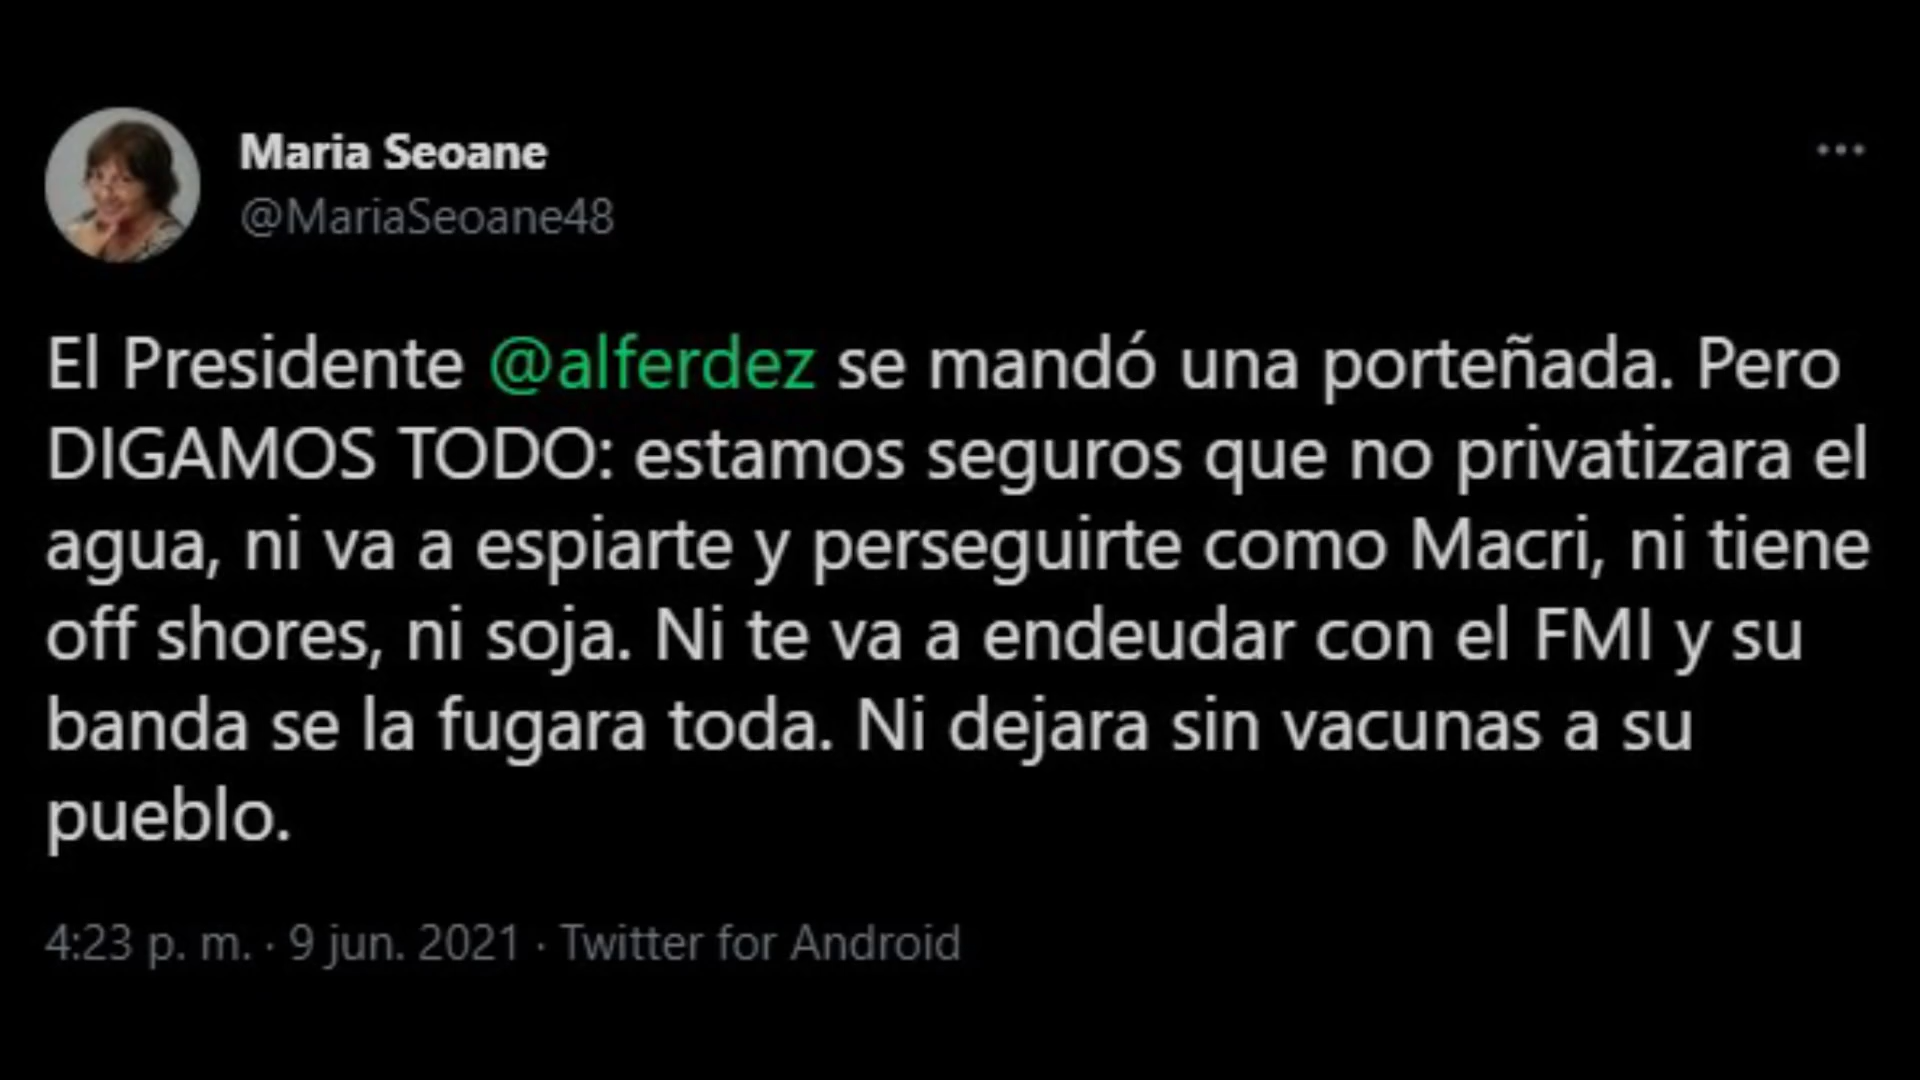 Maria Seoane
@MariaSeoane48
El Presidente @alferdez se mandó una porteñada. Pero
DIGAMOS TODO: estamos seguros que no privatizara el
agua, ni va a espiarte y perseguirte como Macri, ni tiene
off shores, ni soja. Ni te va a endeudar con el FMI y su
banda se la fugara toda. Ni dejara sin vacunas a su
pueblo.
4:23 p. m. · 9 jun. 2021 · Twitter for Android